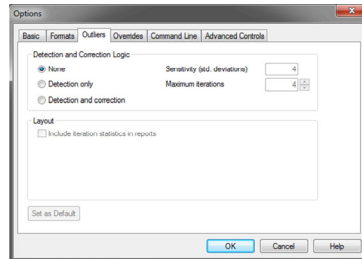 Options
Basic Formats Outliers Overrides Command Line Advanced Controls
Detection and Correction Logic
None Sensitivity (std. deviations) 4
Detection only Maximum iterations 4
Detection and correction
Layout
Include iteration statistics in reports
Set as Default
OK Cancel Help